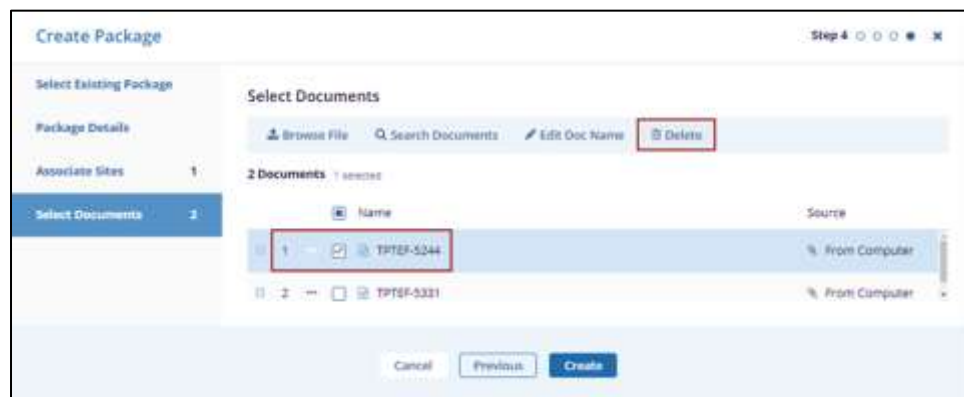 Create Package
Step 4
Select Existing Package
Package Details
Associate Sites 1
Select Documents 2
Select Documents
Browse File Search Documents Edit Doc Name Delete
2 Documents 1 selected
Name Source
1 TPTEF-5244 From Computer
2 TPTEF-5331 From Computer
Cancel Previous Create